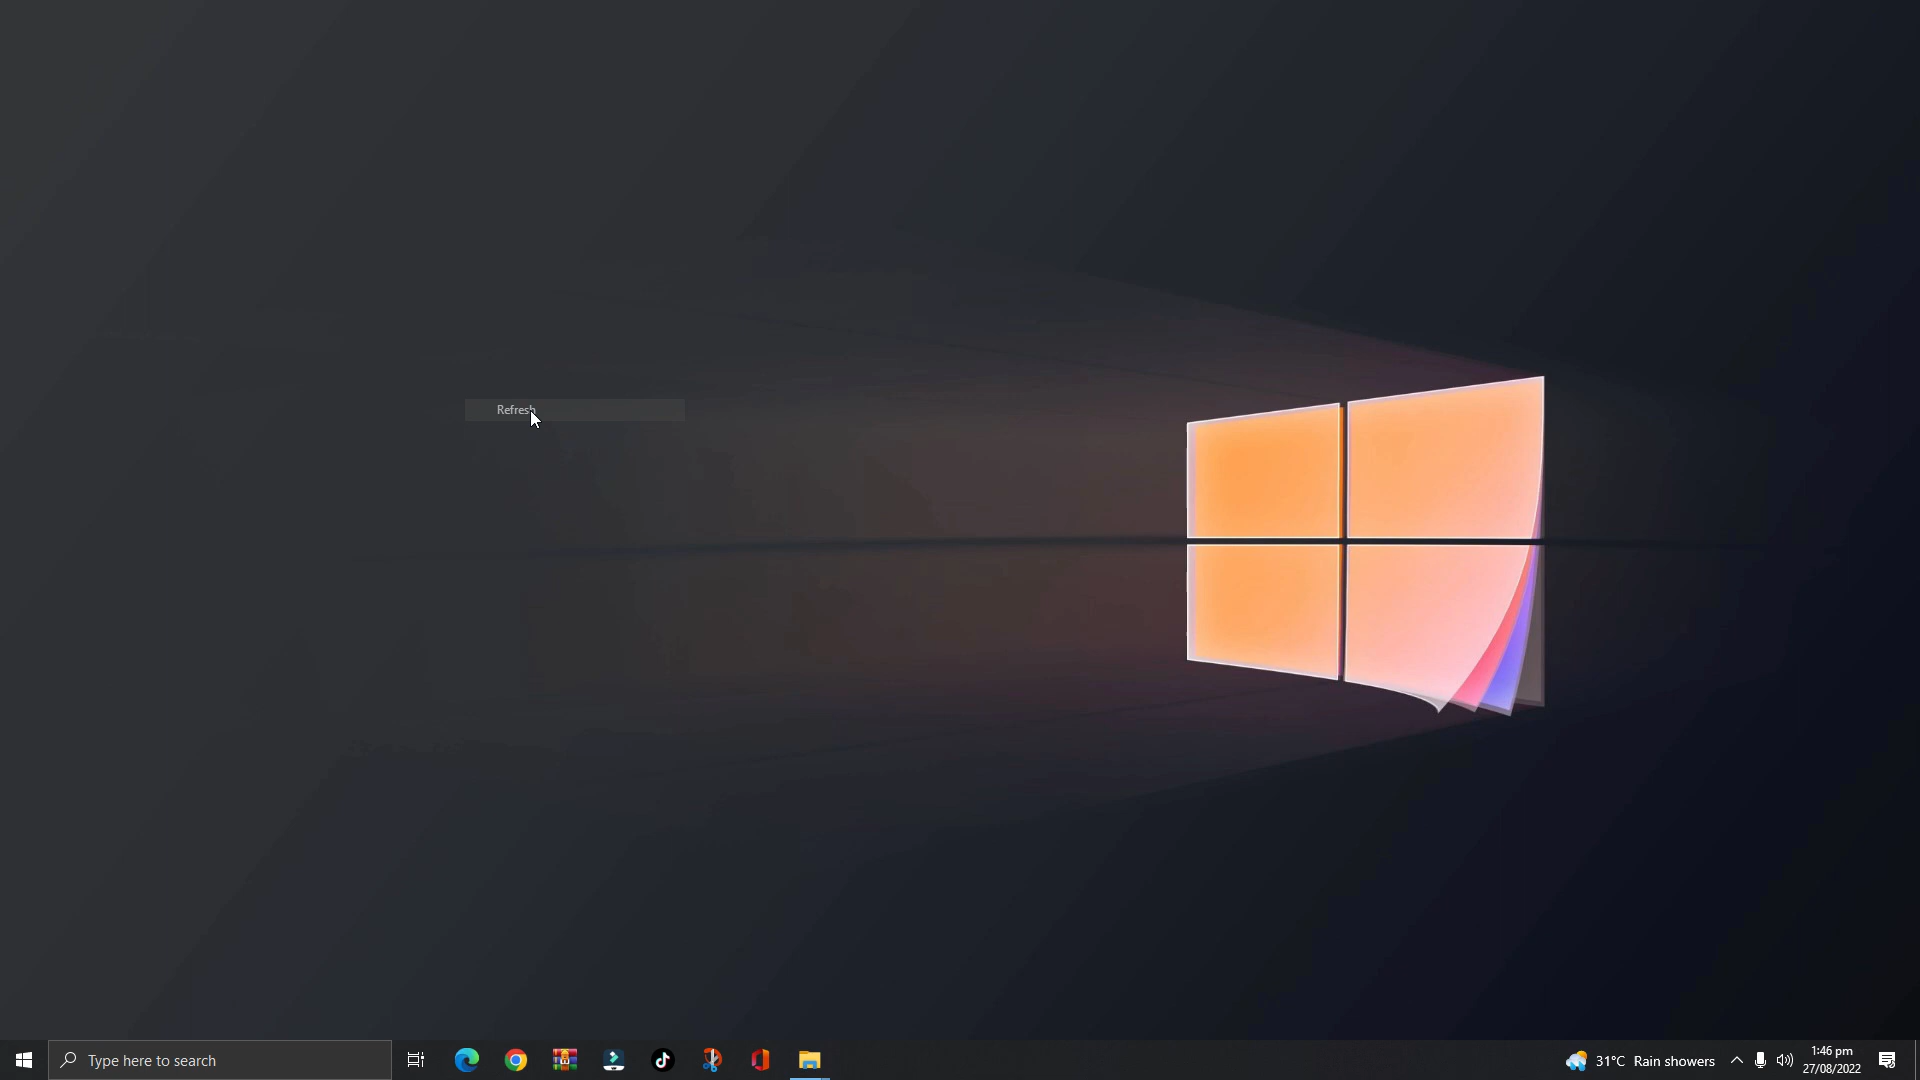 Refresh
Type here to search
31°C Rain showers
1:46 pm
27/08/2022